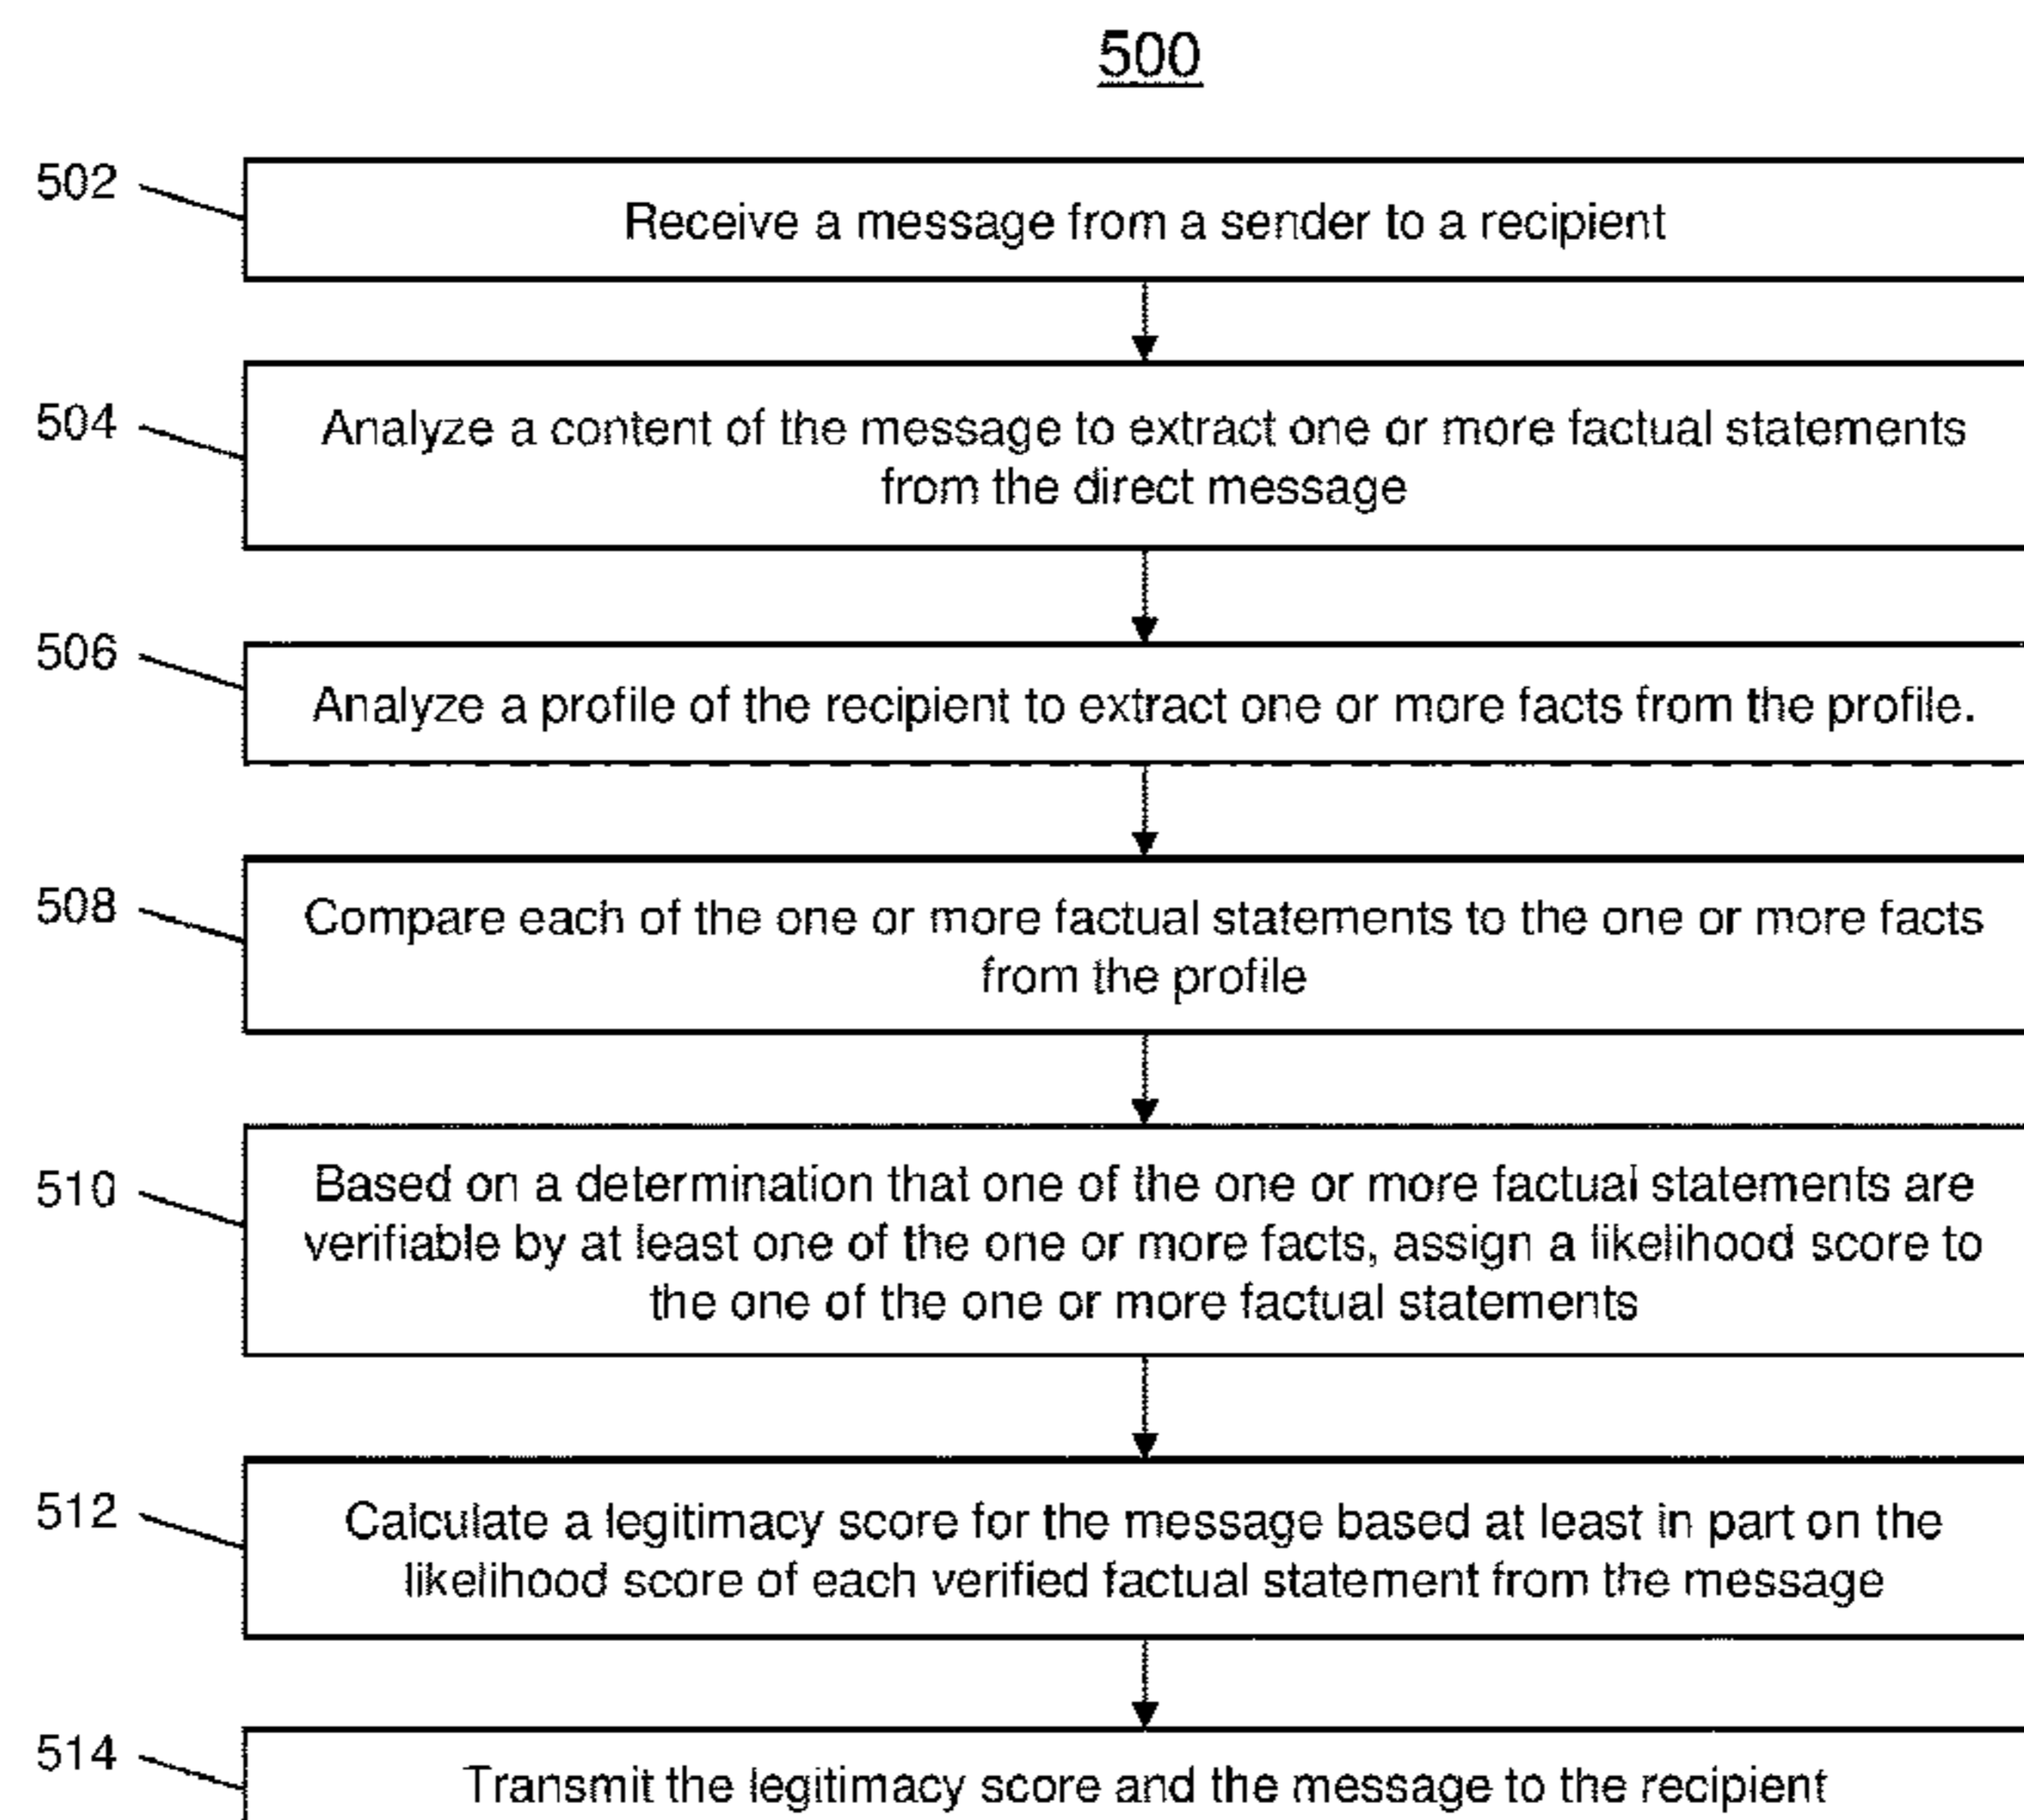 500
502
Receive a message from a sender to a recipient
504
Analyze a content of the message to extract one or more factual statements
from the direct message
506
Analyze a profile of the recipient to extract one or more facts from the profile.
508
Compare each of the one or more factual statements to the one or more facts
from the profile
510
Based on a determination that one of the one or more factual statements are
verifiable by at least one of the one or more facts, assign a likelihood score to
the one of the one or more factual statements
512
Calculate a legitimacy score for the message based at least in part on the
likelihood score of each verified factual statement from the message
514
Transmit the legitimacy score and the message to the recipient